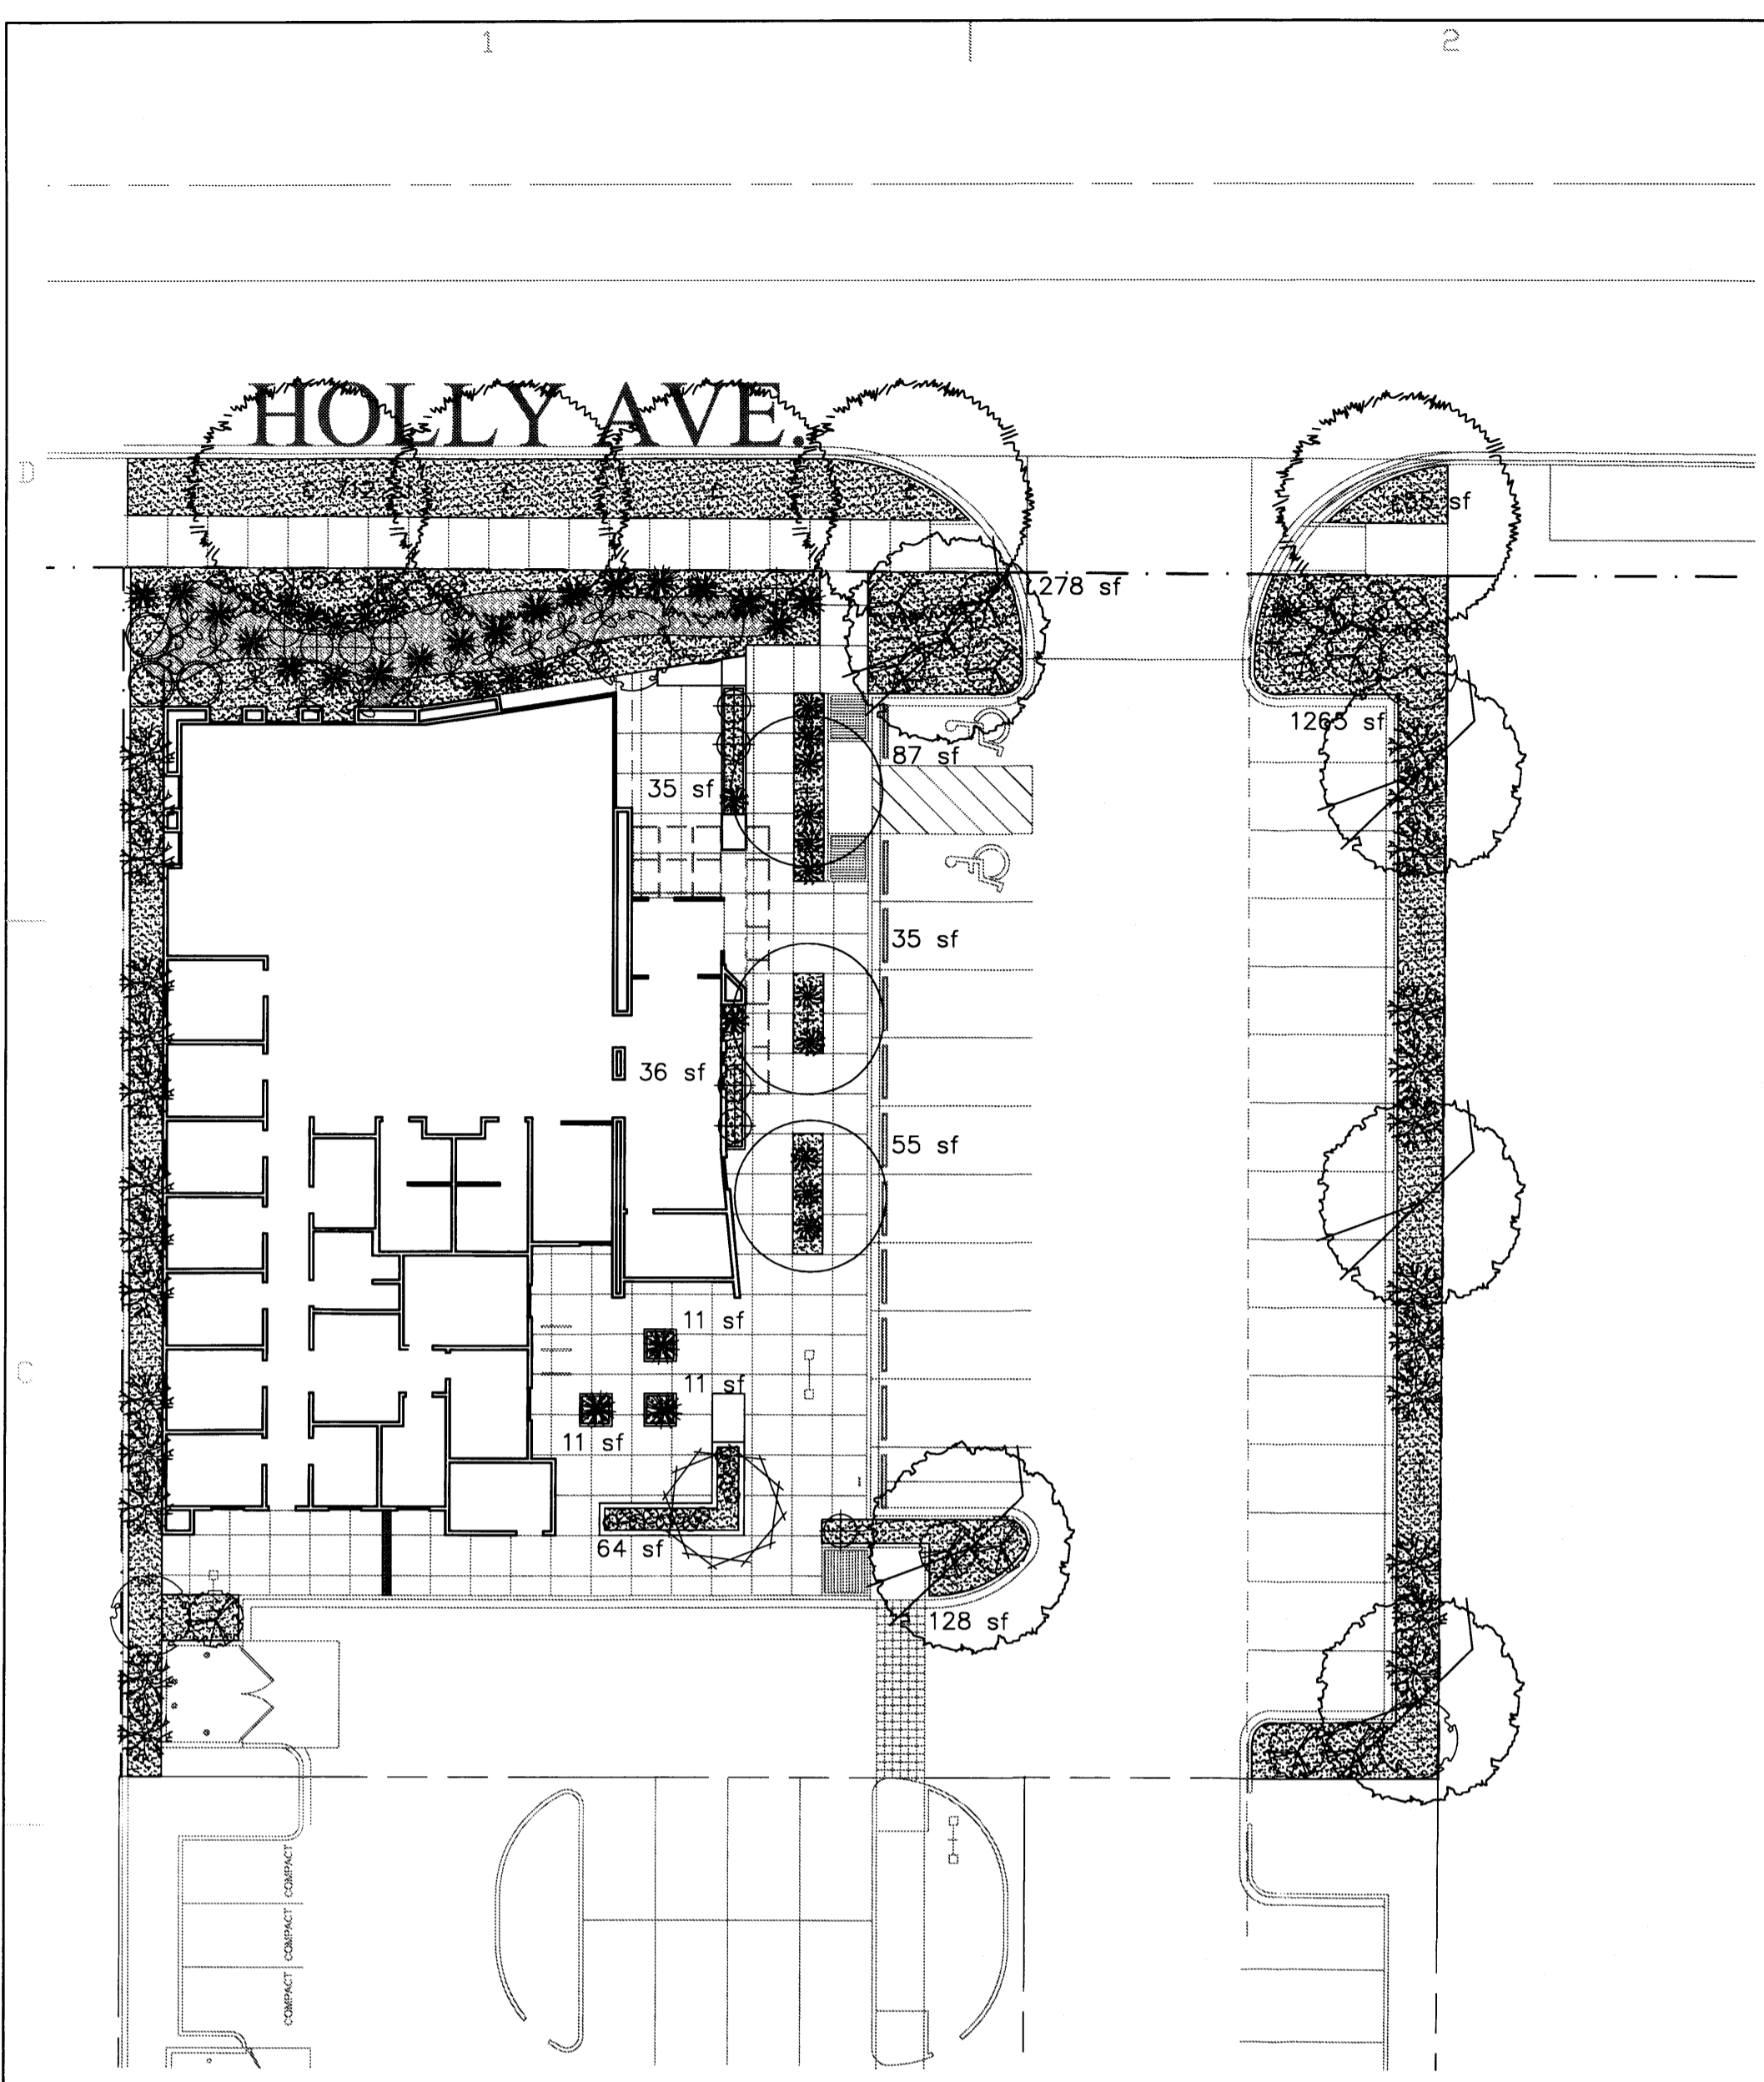 1
2
HOLLY AVE.
D
712
278 sf
1265 sf
87 sf
35 sf
35 sf
36 sf
55 sf
11 sf
C
11 sf
11 sf
64 sf
128 sf
COMPACT
COMPACT
COMPACT